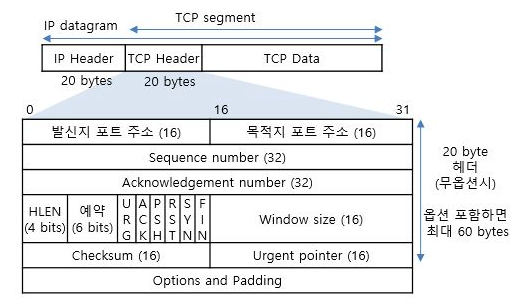 TCP segment
IP datagram
IP Header TCP Header TCP Data
20 bytes 20 bytes
0 16 31
발신지 포트 주소 (16) 목적지 포트 주소 (16)
Sequence number (32)
Acknowledgement number (32)
HLEN (4 bits) 예약 (6 bits) URG ACK PSH RST SYN FIN Window size (16)
Checksum (16) Urgent pointer (16)
Options and Padding
20 byte
헤더
(무옵션시)
옵션 포함하면
최대 60 bytes